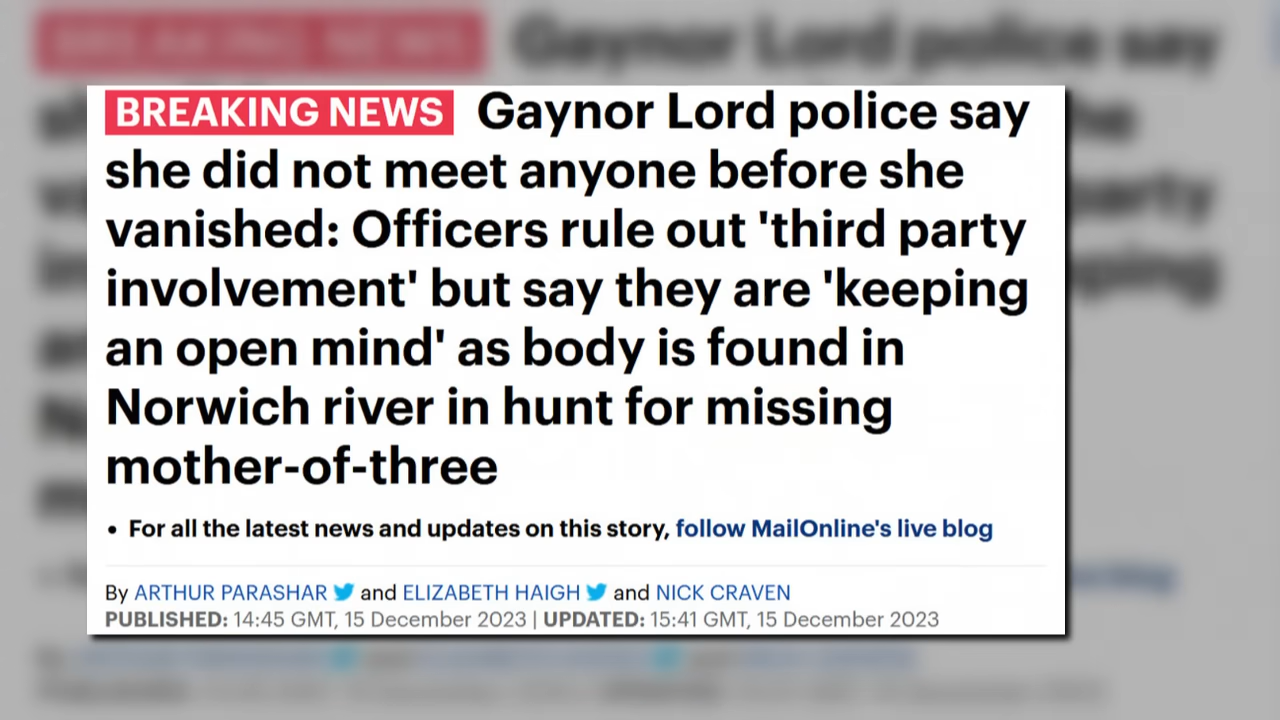 BREAKING NEWS Gaynor Lord police say
she did not meet anyone before she
vanished: Officers rule out 'third party
involvement' but say they are 'keeping
an open mind' as body is found in
Norwich river in hunt for missing
mother-of-three
• For all the latest news and updates on this story, follow MailOnline's live blog
By ARTHUR PARASHAR and ELIZABETH HAIGH and NICK CRAVEN
PUBLISHED: 14:45 GMT, 15 December 2023 | UPDATED: 15:41 GMT, 15 December 2023